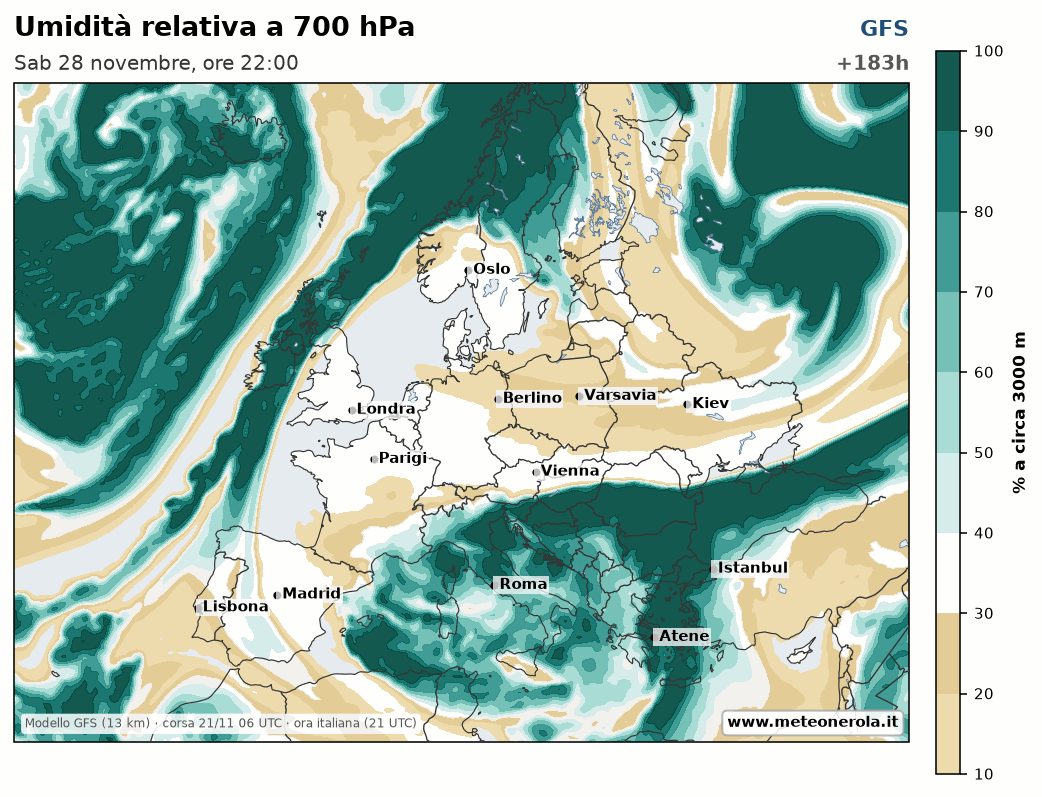 Umidità relativa a 700 hPa
GFS
Sab 28 novembre, ore 22:00
+183h
100
90
80
70
60
50
40
30
20
10
% a circa 3000 m
Oslo
Berlino
Varsavia
Kiev
Londra
Parigi
Vienna
Istanbul
Roma
Madrid
Lisbona
Atene
Modello GFS (13 km) · corsa 21/11 06 UTC · ora italiana (21 UTC)
www.meteonerola.it